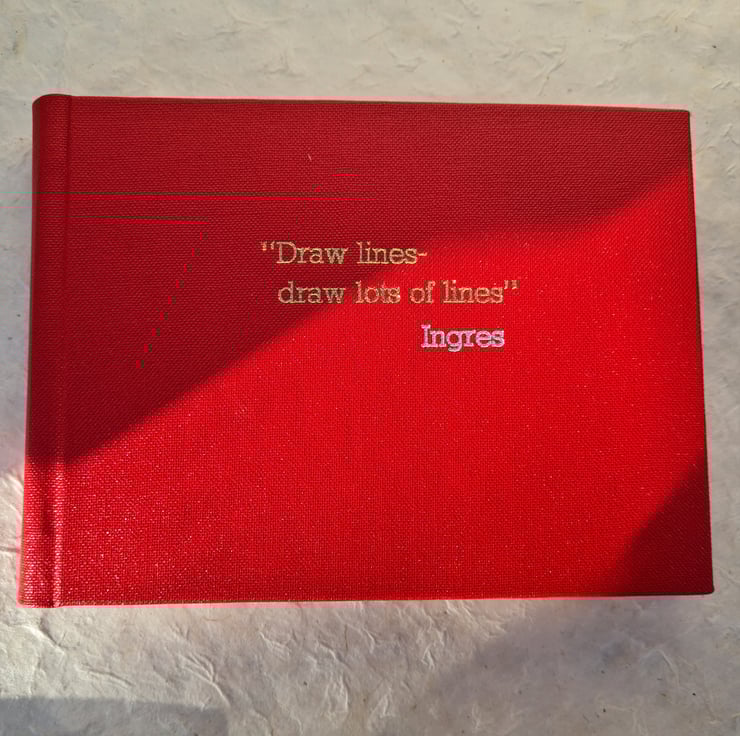 "Draw lines-
draw lots of lines"
Ingres